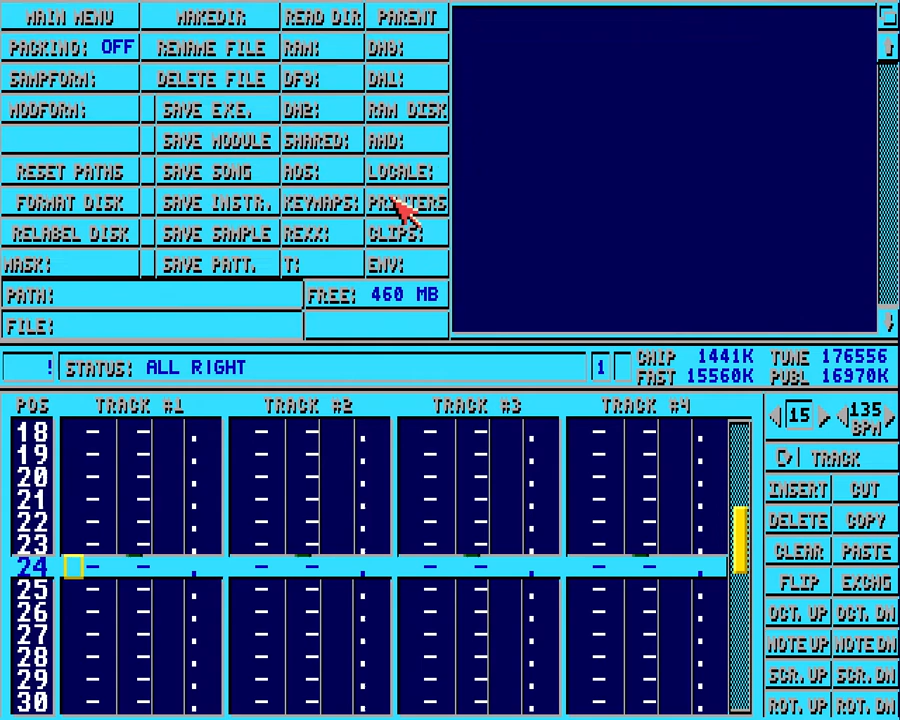 MAIN MENU MAKEDIR READ DIR PARENT
PACKING: OFF RENAME FILE RAM: DH0:
SAMPFORM: DELETE FILE DF0: DH1:
MODFORM: SAVE EXE. DH2: RAM DISK
SAVE MODULE SHARED: AHD:
RESET PATHS SAVE SONG AOS: LOCALE:
FORMAT DISK SAVE INSTR. KEYMAPS:
RELABEL DISK SAVE SAMPLE REXX: CLIPS:
MASK: SAVE PATT. T: ENV:
PATH: FREE: 460 MB
FILE:
! STATUS: ALL RIGHT 1 CHIP 1441K TUNE 176556
FAST 15560K PUBL 16970K
POS TRACK #1 TRACK #2 TRACK #3 TRACK #4
15 135 BPM
18 - - . - - . - - . - - .
19 - - . - - . - - . - - .
TRACK
20 - - . - - . - - . - - .
INSERT CUT
21 - - . - - . - - . - - .
22 - - . - - . - - . - - .
DELETE COPY
23 - - . - - . - - . - - .
CLEAR PASTE
24 - - . - - . - - . - - .
FLIP EXCHG
25 - - . - - . - - . - - .
26 - - . - - . - - . - - .
OCT. UP OCT. DN
27 - - . - - . - - . - - .
NOTE UP NOTE DN
28 - - . - - . - - . - - .
29 - - . - - . - - . - - .
SCR. UP SCR. DN
30 - - . - - . - - . - - .
ROT. UP ROT. DN